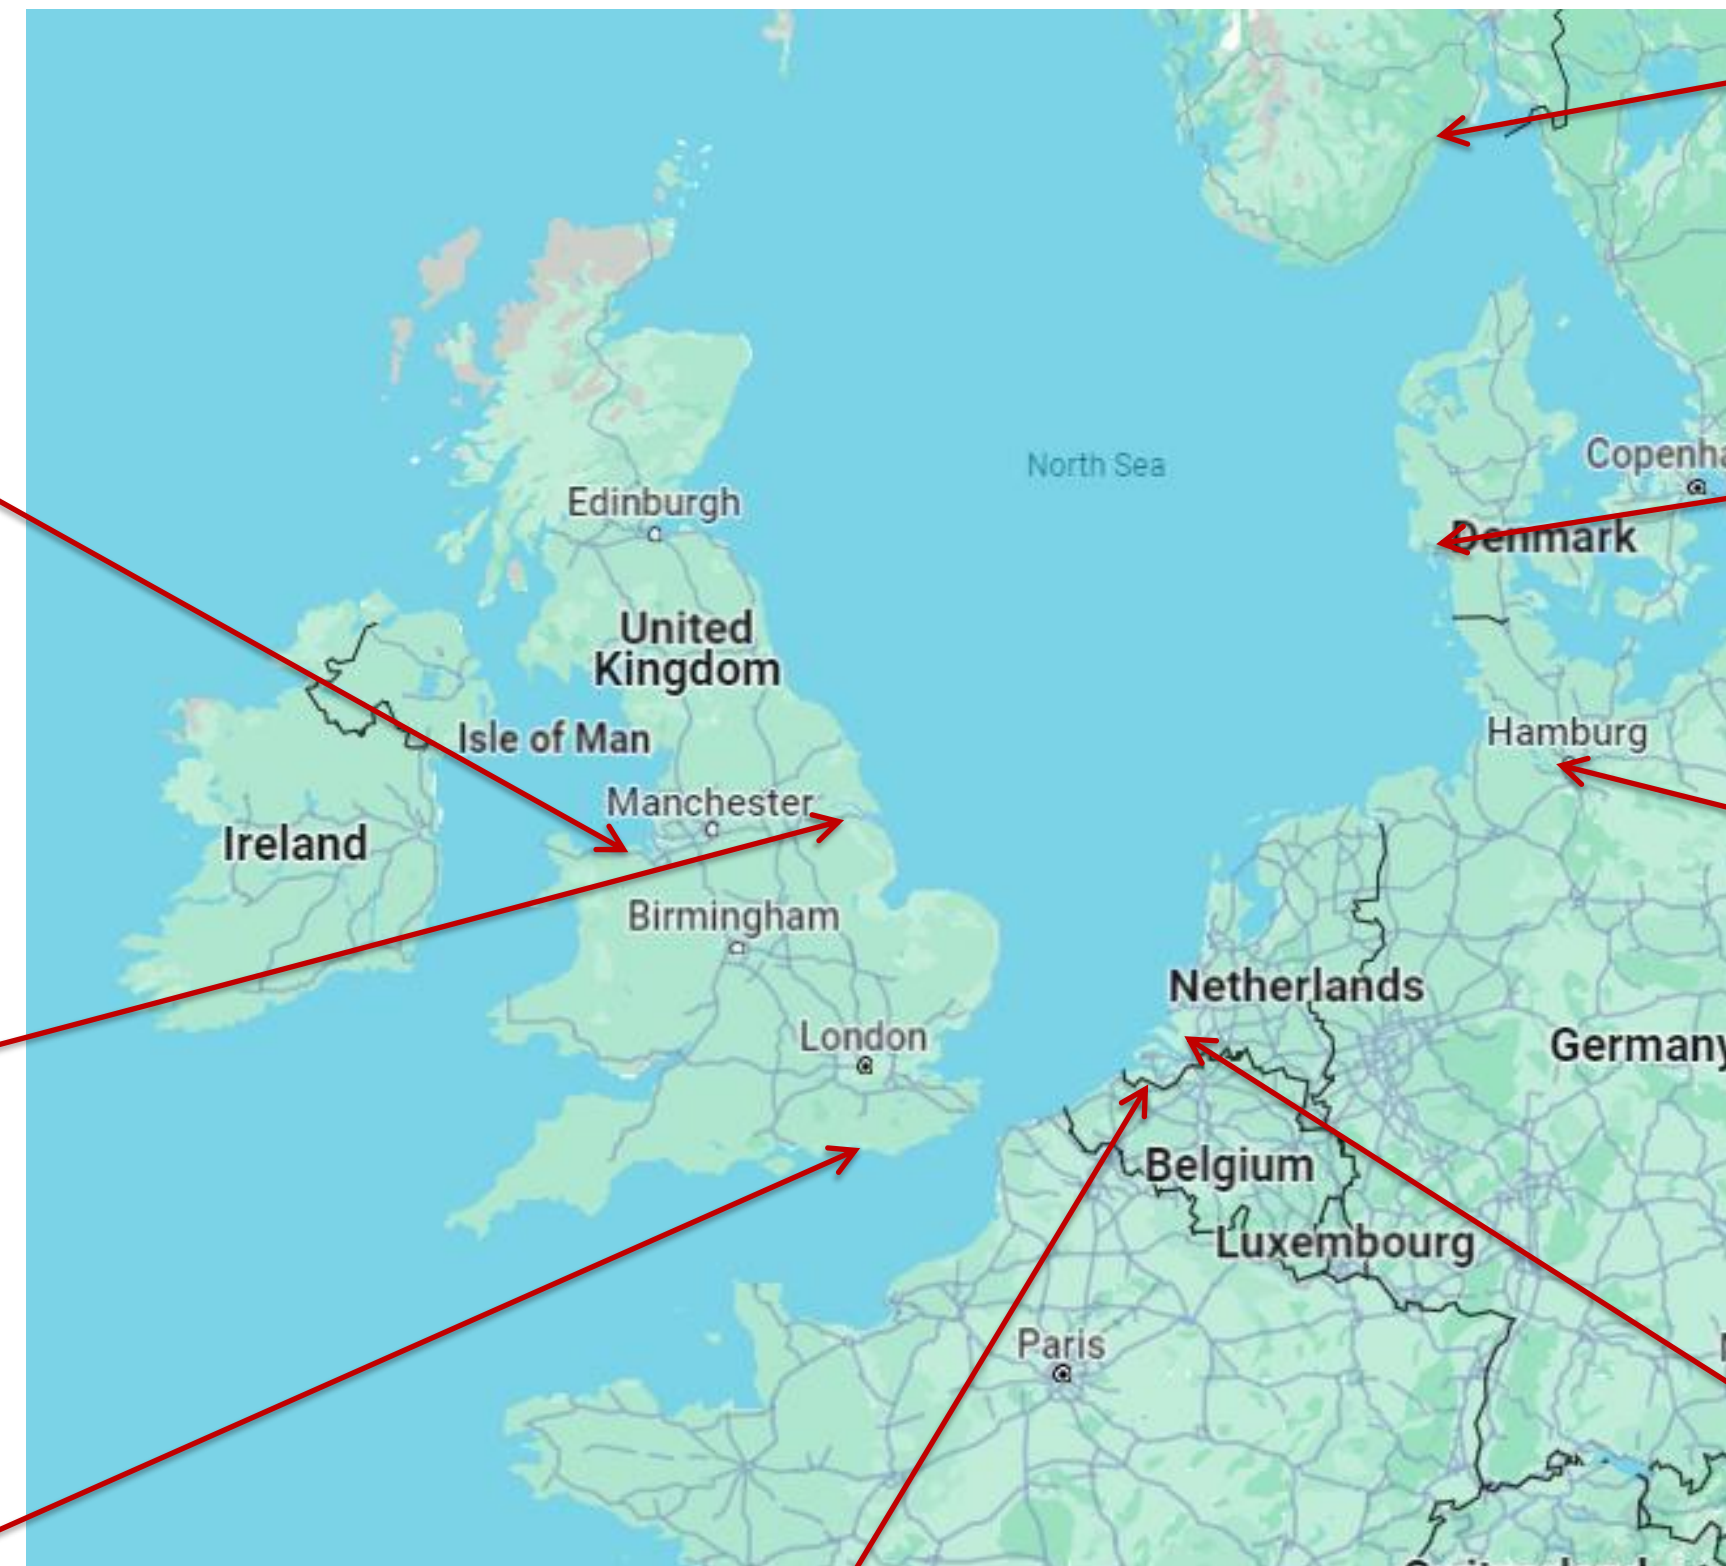 North Sea
Copenha
Edinburgh
Denmark
United
Kingdom
Hamburg
Isle of Man
Manchester
Ireland
Birmingham
Netherlands
London
Germany
Belgium
Luxembourg
Paris